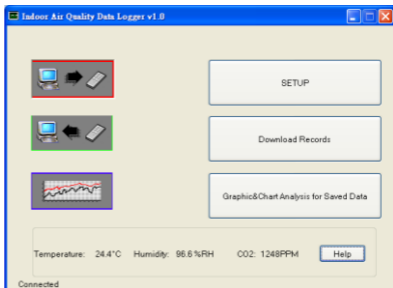 Indoor Air Quality Data Logger v1.0
SETUP
Download Records
Graphic&Chart Analysis for Saved Data
Temperature: 24.4°C Humidity: 96.6%RH CO2: 1248PPM Help
Connected